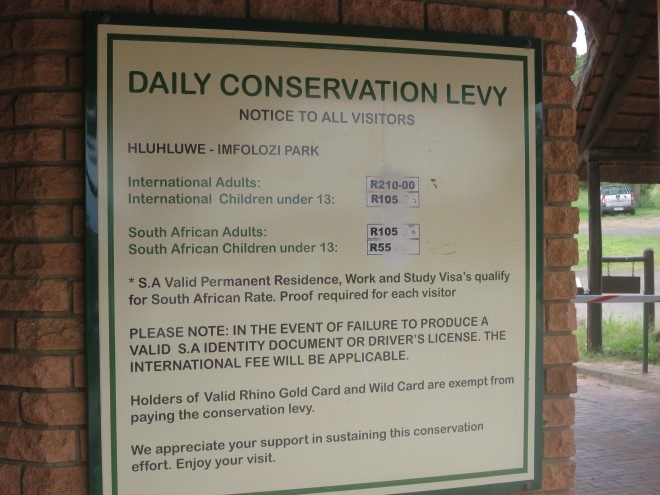 DAILY CONSERVATION LEVY
NOTICE TO ALL VISITORS
HLUHLUWE - IMFOLOZI PARK
International Adults: R210-00
International Children under 13: R105
South African Adults: R105
South African Children under 13: R55
* S.A Valid Permanent Residence, Work and Study Visa's qualify
for South African Rate. Proof required for each visitor
PLEASE NOTE: IN THE EVENT OF FAILURE TO PRODUCE A
VALID S.A IDENTITY DOCUMENT OR DRIVER'S LICENSE. THE
INTERNATIONAL FEE WILL BE APPLICABLE.
Holders of Valid Rhino Gold Card and Wild Card are exempt from
paying the conservation levy.
We appreciate your support in sustaining this conservation
effort. Enjoy your visit.